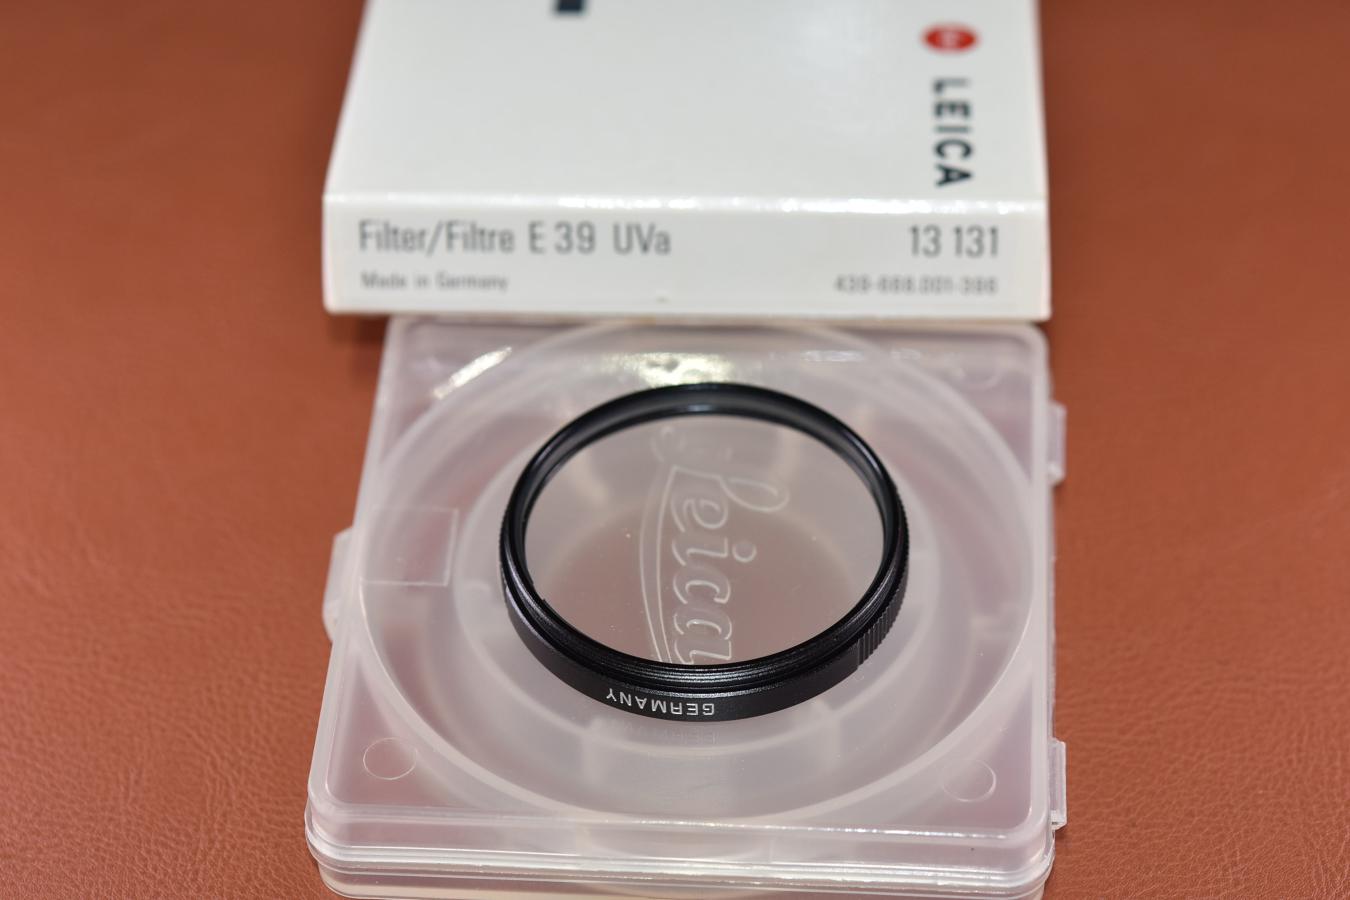 LEICA
Filter/Filtre E 39 UVa
13 131
Made in Germany
Leica
GERMANY